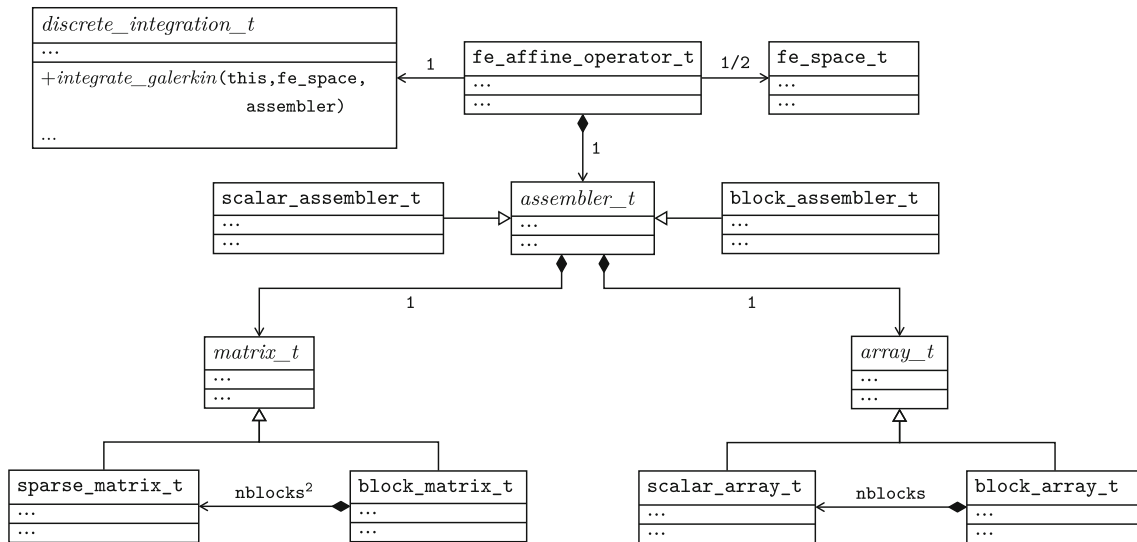 discrete_integration_t
...
+integrate_galerkin(this,fe_space,
assembler)
...
1
fe_affine_operator_t
...
...
1/2
fe_space_t
...
...
1
scalar_assembler_t
...
...
assembler_t
...
...
block_assembler_t
...
...
1
1
matrix_t
...
...
array_t
...
...
sparse_matrix_t
...
...
nblocks²
block_matrix_t
...
...
scalar_array_t
...
...
nblocks
block_array_t
...
...